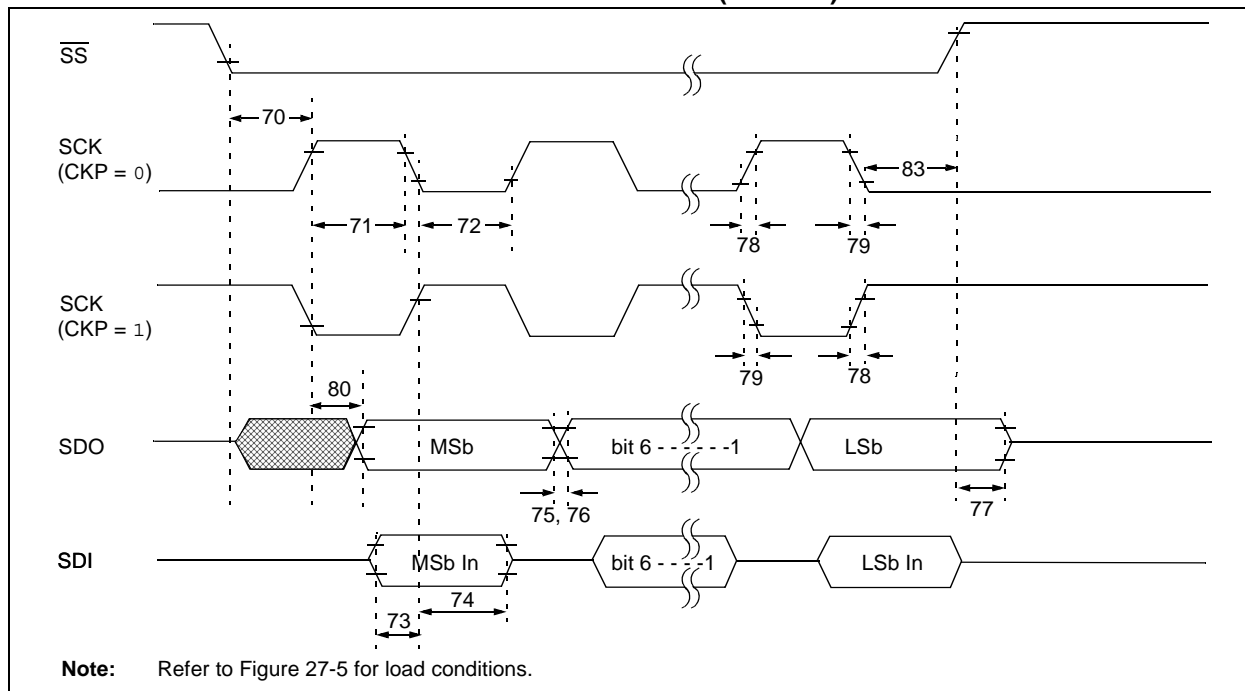 SS
70
SCK
(CKP = 0)
83
71
72
78
79
SCK
(CKP = 1)
79
78
80
SDO
MSb
bit 6 - - - - - - -1
LSb
75, 76
77
SDI
MSb In
bit 6 - - - - -1
LSb In
74
73
Note: Refer to Figure 27-5 for load conditions.